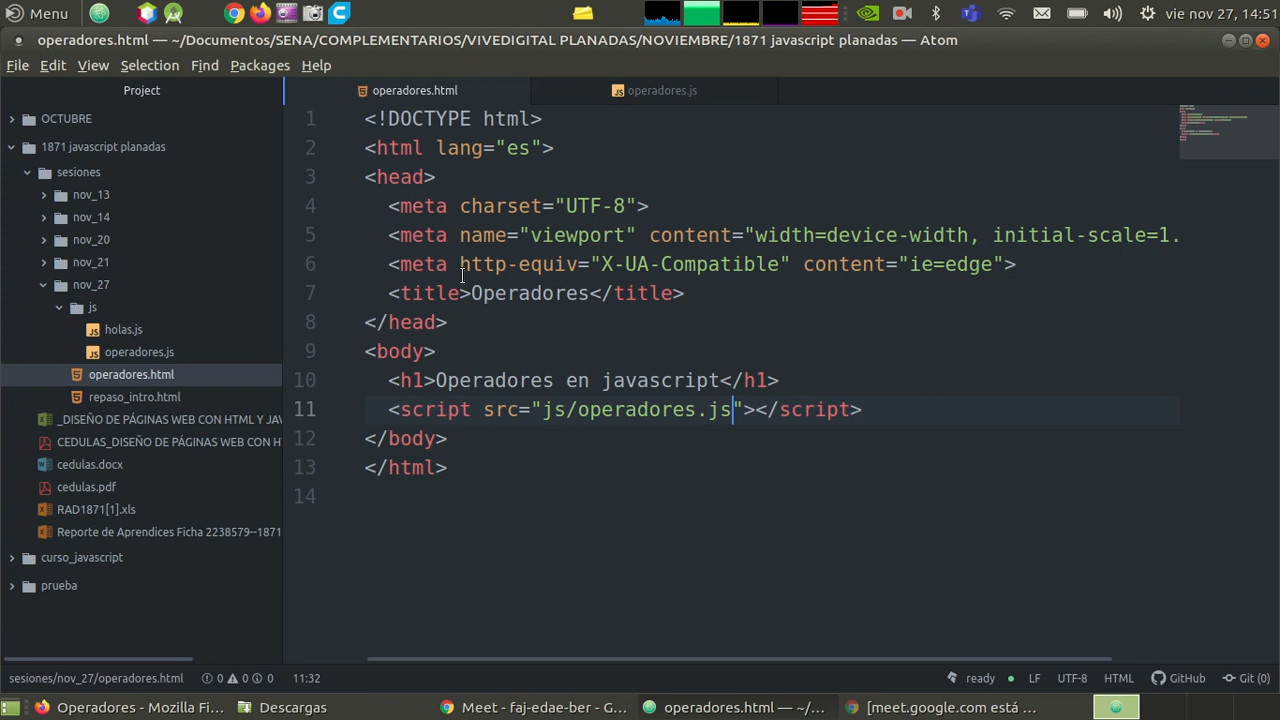 Menu
vie nov 27, 14:51
operadores.html — ~/Documentos/SENA/COMPLEMENTARIOS/VIVEDIGITAL PLANADAS/NOVIEMBRE/1871 javascript planadas — Atom
File Edit View Selection Find Packages Help
Project
operadores.html
operadores.js
OCTUBRE
1871 javascript planadas
sesiones
nov_13
nov_14
nov_20
nov_21
nov_27
js
holas.js
operadores.js
operadores.html
repaso_intro.html
_DISEÑO DE PÁGINAS WEB CON HTML Y JAV
CEDULAS_DISEÑO DE PÁGINAS WEB CON H
cedulas.docx
cedulas.pdf
RAD1871[1].xls
Reporte de Aprendices Ficha 2238579--1871
curso_javascript
prueba
1 <!DOCTYPE html>
2 <html lang="es">
3 <head>
4 <meta charset="UTF-8">
5 <meta name="viewport" content="width=device-width, initial-scale=1.
6 <meta http-equiv="X-UA-Compatible" content="ie=edge">
7 <title>Operadores</title>
8 </head>
9 <body>
10 <h1>Operadores en javascript</h1>
11 <script src="js/operadores.js"></script>
12 </body>
13 </html>
14
sesiones/nov_27/operadores.html 0 0 0 11:32
ready LF UTF-8 HTML GitHub Git (0)
Operadores - Mozilla Fi... Descargas Meet - faj-edae-ber - G... operadores.html — ~/... [meet.google.com está ...